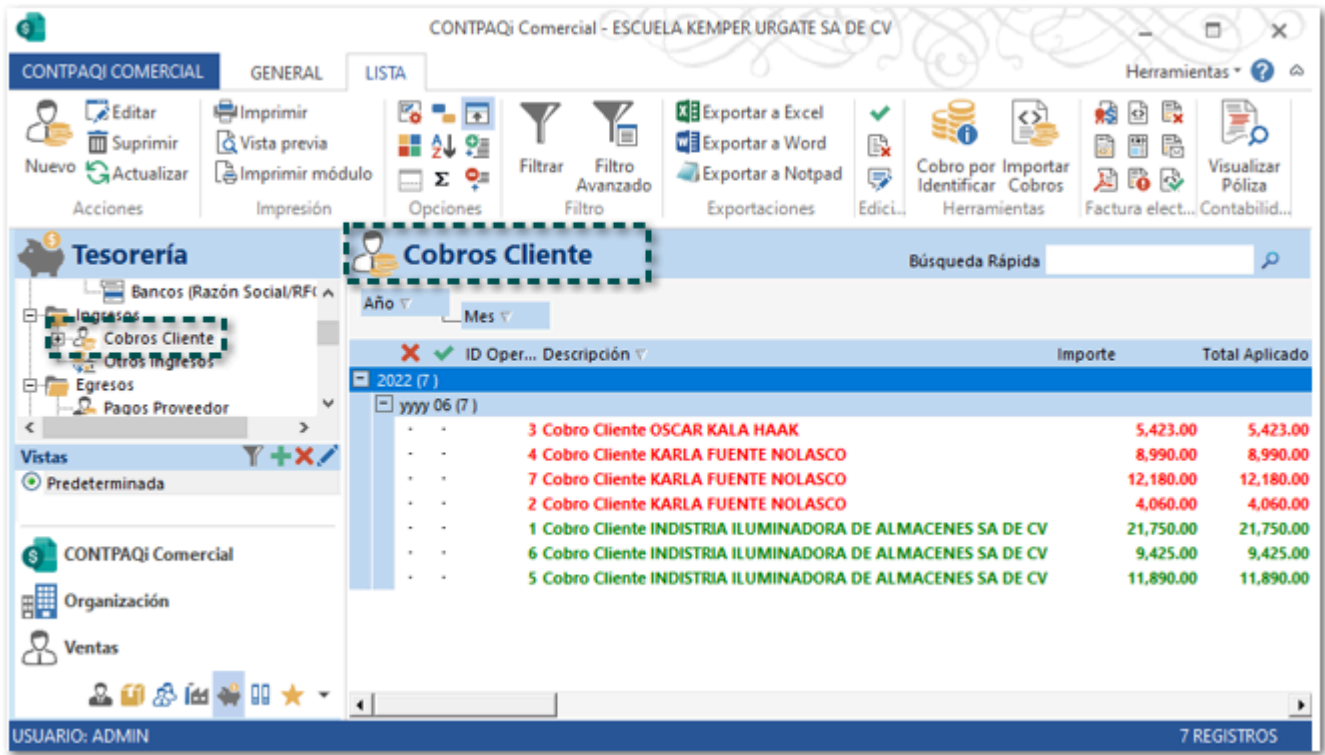 CONTPAQi Comercial - ESCUELA KEMPER URGATE SA DE CV
CONTPAQI COMERCIAL GENERAL LISTA Herramientas
Nuevo Editar Suprimir Actualizar
Imprimir Vista previa Imprimir módulo
Filtrar Filtro Avanzado
Exportar a Excel Exportar a Word Exportar a Notpad
Cobro por Identificar Importar Cobros
Visualizar Póliza
Acciones Impresión Opciones Filtro Exportaciones Edici... Herramientas Factura elect... Contabilid...
Tesorería
Bancos (Razón Social/RF(
Ingresos
Cobros Cliente
Otros Ingresos
Egresos
Pagos Proveedor
Vistas
Predeterminada
CONTPAQi Comercial
Organización
Ventas
Cobros Cliente
Búsqueda Rápida
Año
Mes
ID Oper... Descripción Importe Total Aplicado
2022 (7 )
yyyy 06 (7 )
3 Cobro Cliente OSCAR KALA HAAK 5,423.00 5,423.00
4 Cobro Cliente KARLA FUENTE NOLASCO 8,990.00 8,990.00
7 Cobro Cliente KARLA FUENTE NOLASCO 12,180.00 12,180.00
2 Cobro Cliente KARLA FUENTE NOLASCO 4,060.00 4,060.00
1 Cobro Cliente INDISTRIA ILUMINADORA DE ALMACENES SA DE CV 21,750.00 21,750.00
6 Cobro Cliente INDISTRIA ILUMINADORA DE ALMACENES SA DE CV 9,425.00 9,425.00
5 Cobro Cliente INDISTRIA ILUMINADORA DE ALMACENES SA DE CV 11,890.00 11,890.00
USUARIO: ADMIN 7 REGISTROS